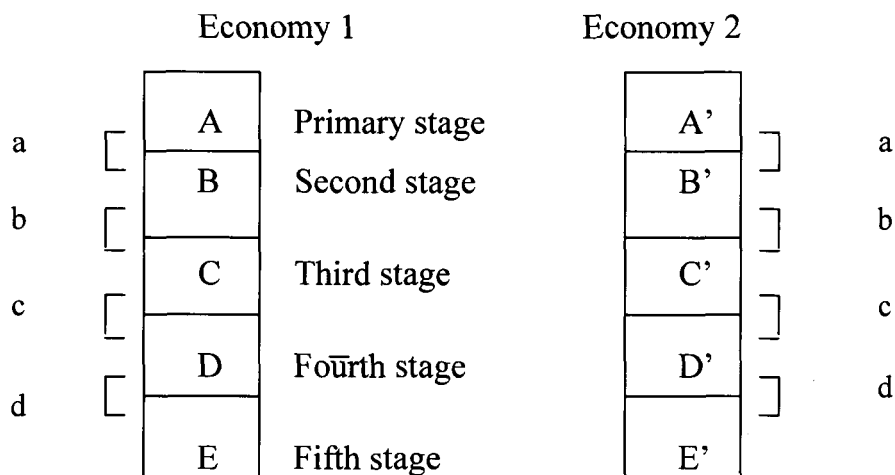 Economy 1 Economy 2
A Primary stage A’
a a
B Second stage B’
b b
C Third stage C’
c c
D Fourth stage D’
d d
E Fifth stage E’